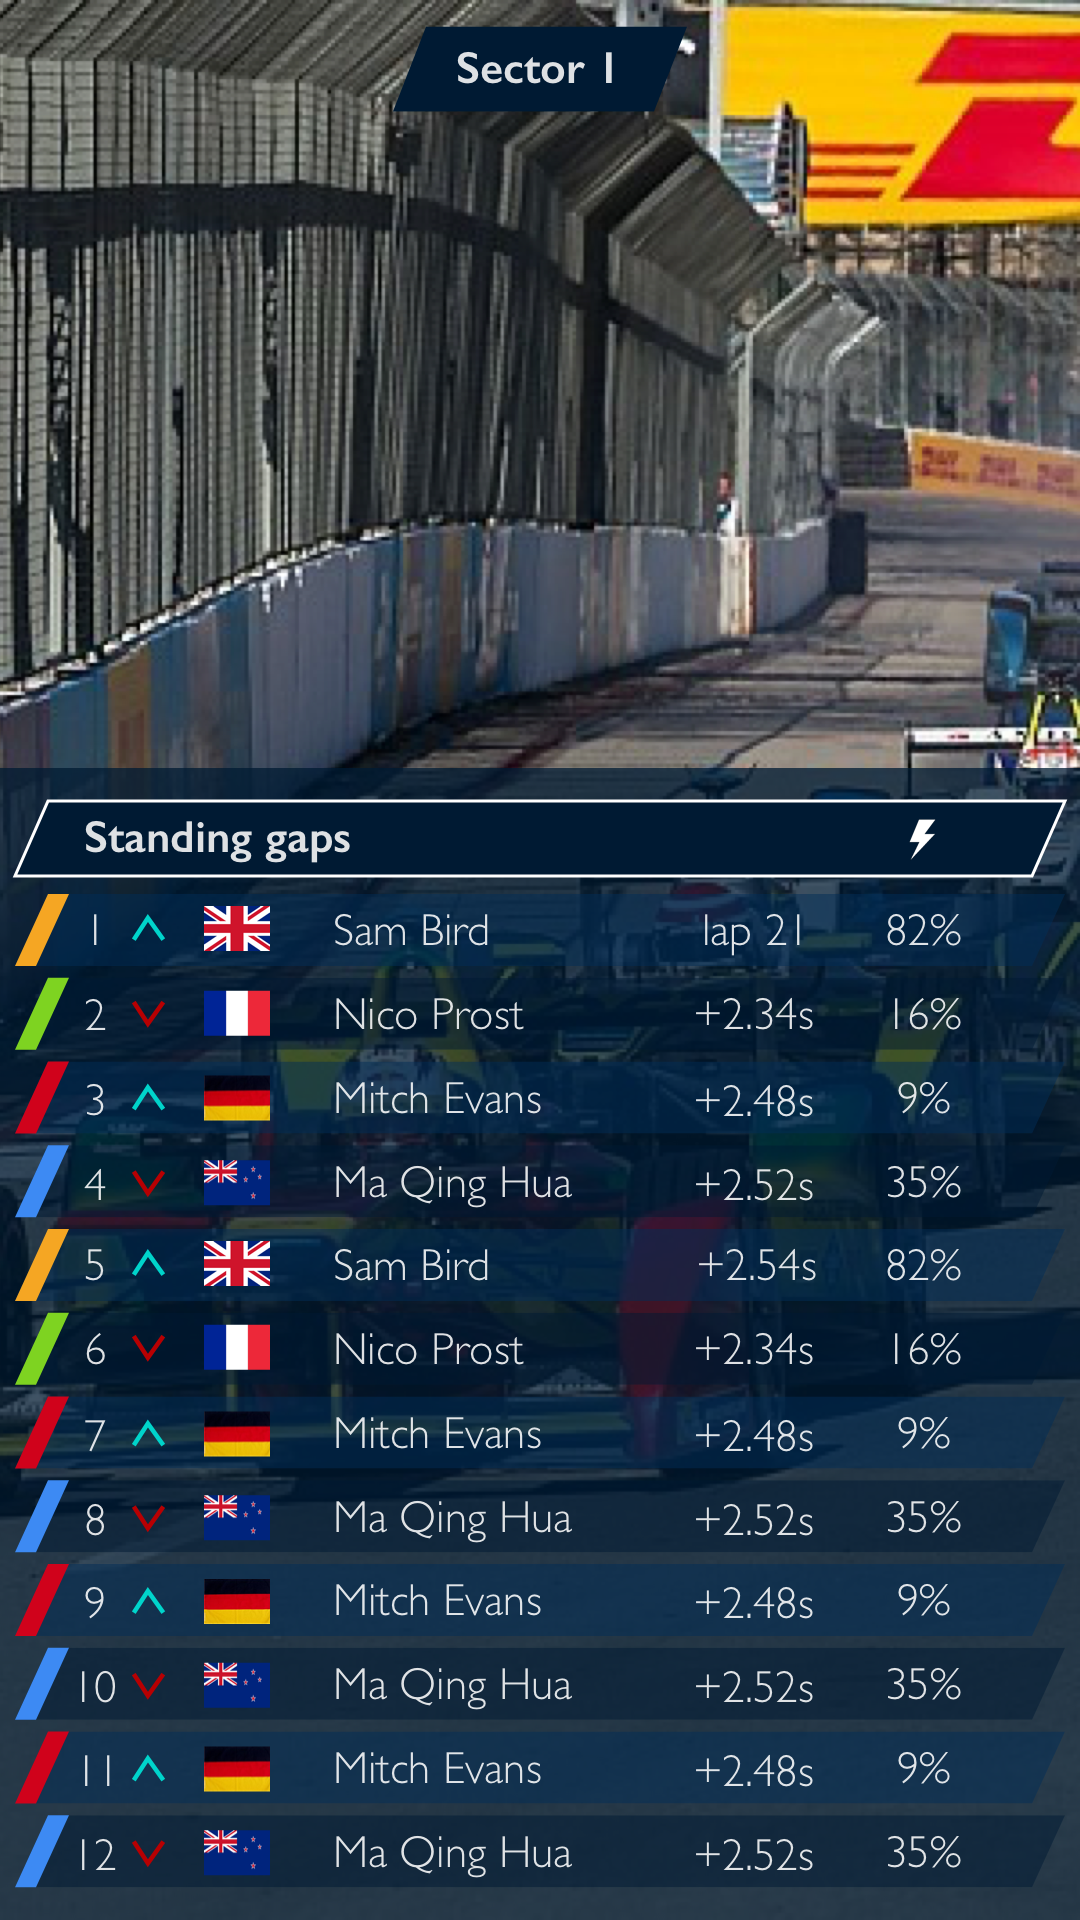 Sector 1
Standing gaps
1 Sam Bird lap 21 82%
2 Nico Prost +2.34s 16%
3 Mitch Evans +2.48s 9%
4 Ma Qing Hua +2.52s 35%
5 Sam Bird +2.54s 82%
6 Nico Prost +2.34s 16%
7 Mitch Evans +2.48s 9%
8 Ma Qing Hua +2.52s 35%
9 Mitch Evans +2.48s 9%
10 Ma Qing Hua +2.52s 35%
11 Mitch Evans +2.48s 9%
12 Ma Qing Hua +2.52s 35%